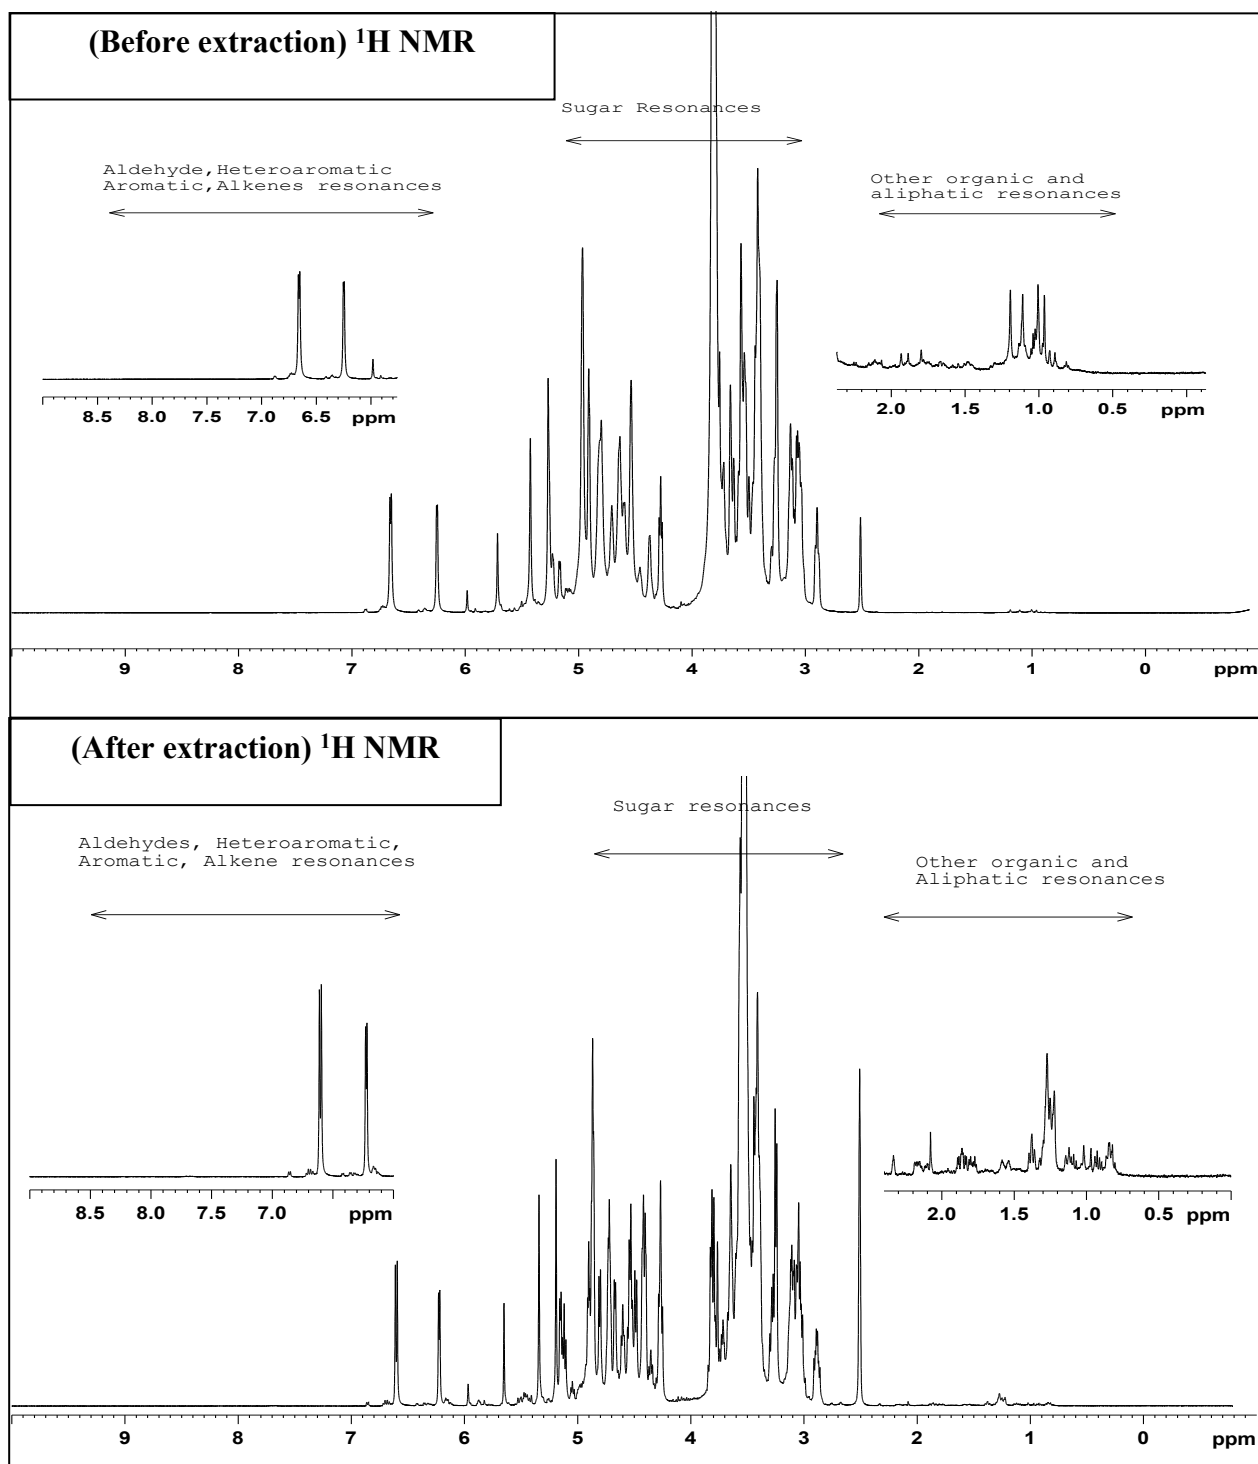 (Before extraction) ¹H NMR
Sugar Resonances
Aldehyde,Heteroaromatic
Aromatic,Alkenes resonances
Other organic and
aliphatic resonances
8.5 8.0 7.5 7.0 6.5 ppm
2.0 1.5 1.0 0.5 ppm
9 8 7 6 5 4 3 2 1 0 ppm
(After extraction) ¹H NMR
Sugar resonances
Aldehydes, Heteroaromatic,
Aromatic, Alkene resonances
Other organic and
Aliphatic resonances
8.5 8.0 7.5 7.0 ppm
2.0 1.5 1.0 0.5 ppm
9 8 7 6 5 4 3 2 1 0 ppm